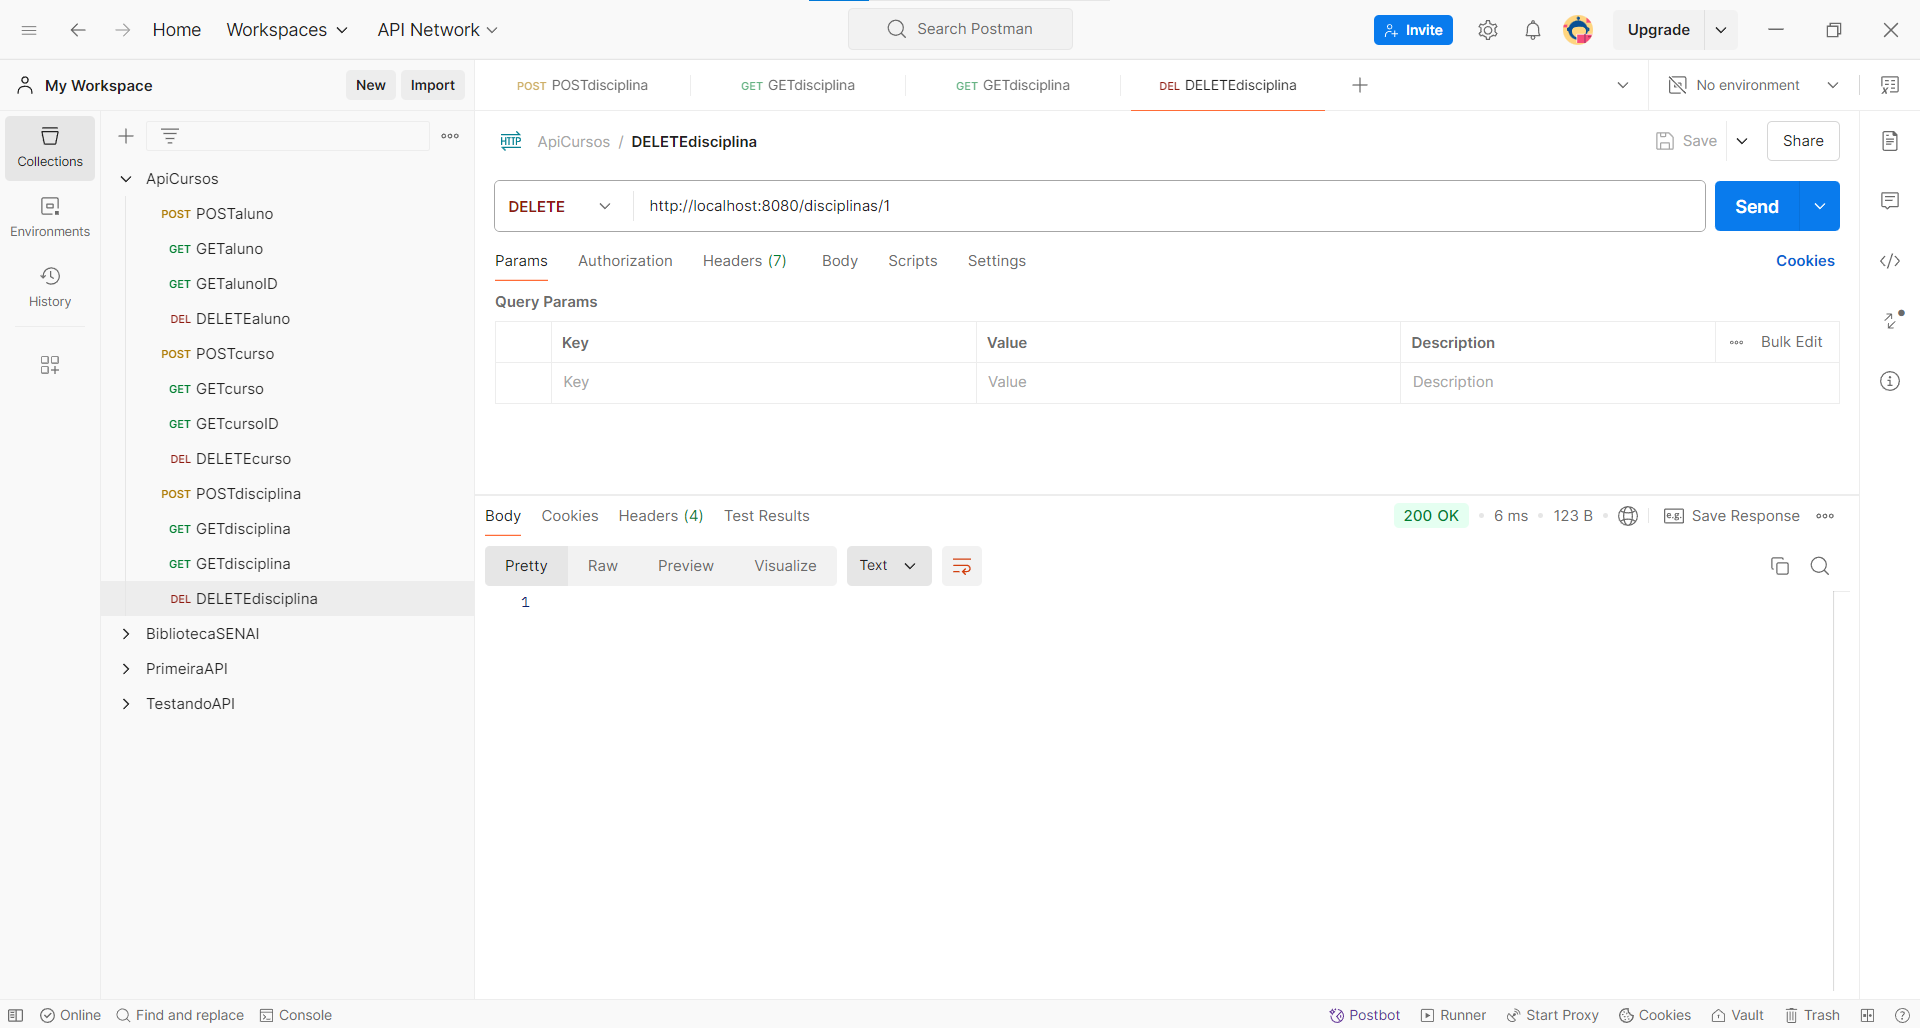 Home Workspaces API Network Search Postman Invite Upgrade
My Workspace New Import POST POSTdisciplina GET GETdisciplina GET GETdisciplina DEL DELETEdisciplina No environment
Collections
Environments
History
ApiCursos
POST POSTaluno
GET GETaluno
GET GETalunoID
DEL DELETEaluno
POST POSTcurso
GET GETcurso
GET GETcursoID
DEL DELETEcurso
POST POSTdisciplina
GET GETdisciplina
GET GETdisciplina
DEL DELETEdisciplina
BibliotecaSENAI
PrimeiraAPI
TestandoAPI
HTTP ApiCursos / DELETEdisciplina Save Share
DELETE http://localhost:8080/disciplinas/1 Send
Params Authorization Headers (7) Body Scripts Settings Cookies
Query Params
Key Value Description Bulk Edit
Key Value Description
Body Cookies Headers (4) Test Results 200 OK 6 ms 123 B e.g. Save Response
Pretty Raw Preview Visualize Text
1
Online Find and replace Console Postbot Runner Start Proxy Cookies Vault Trash